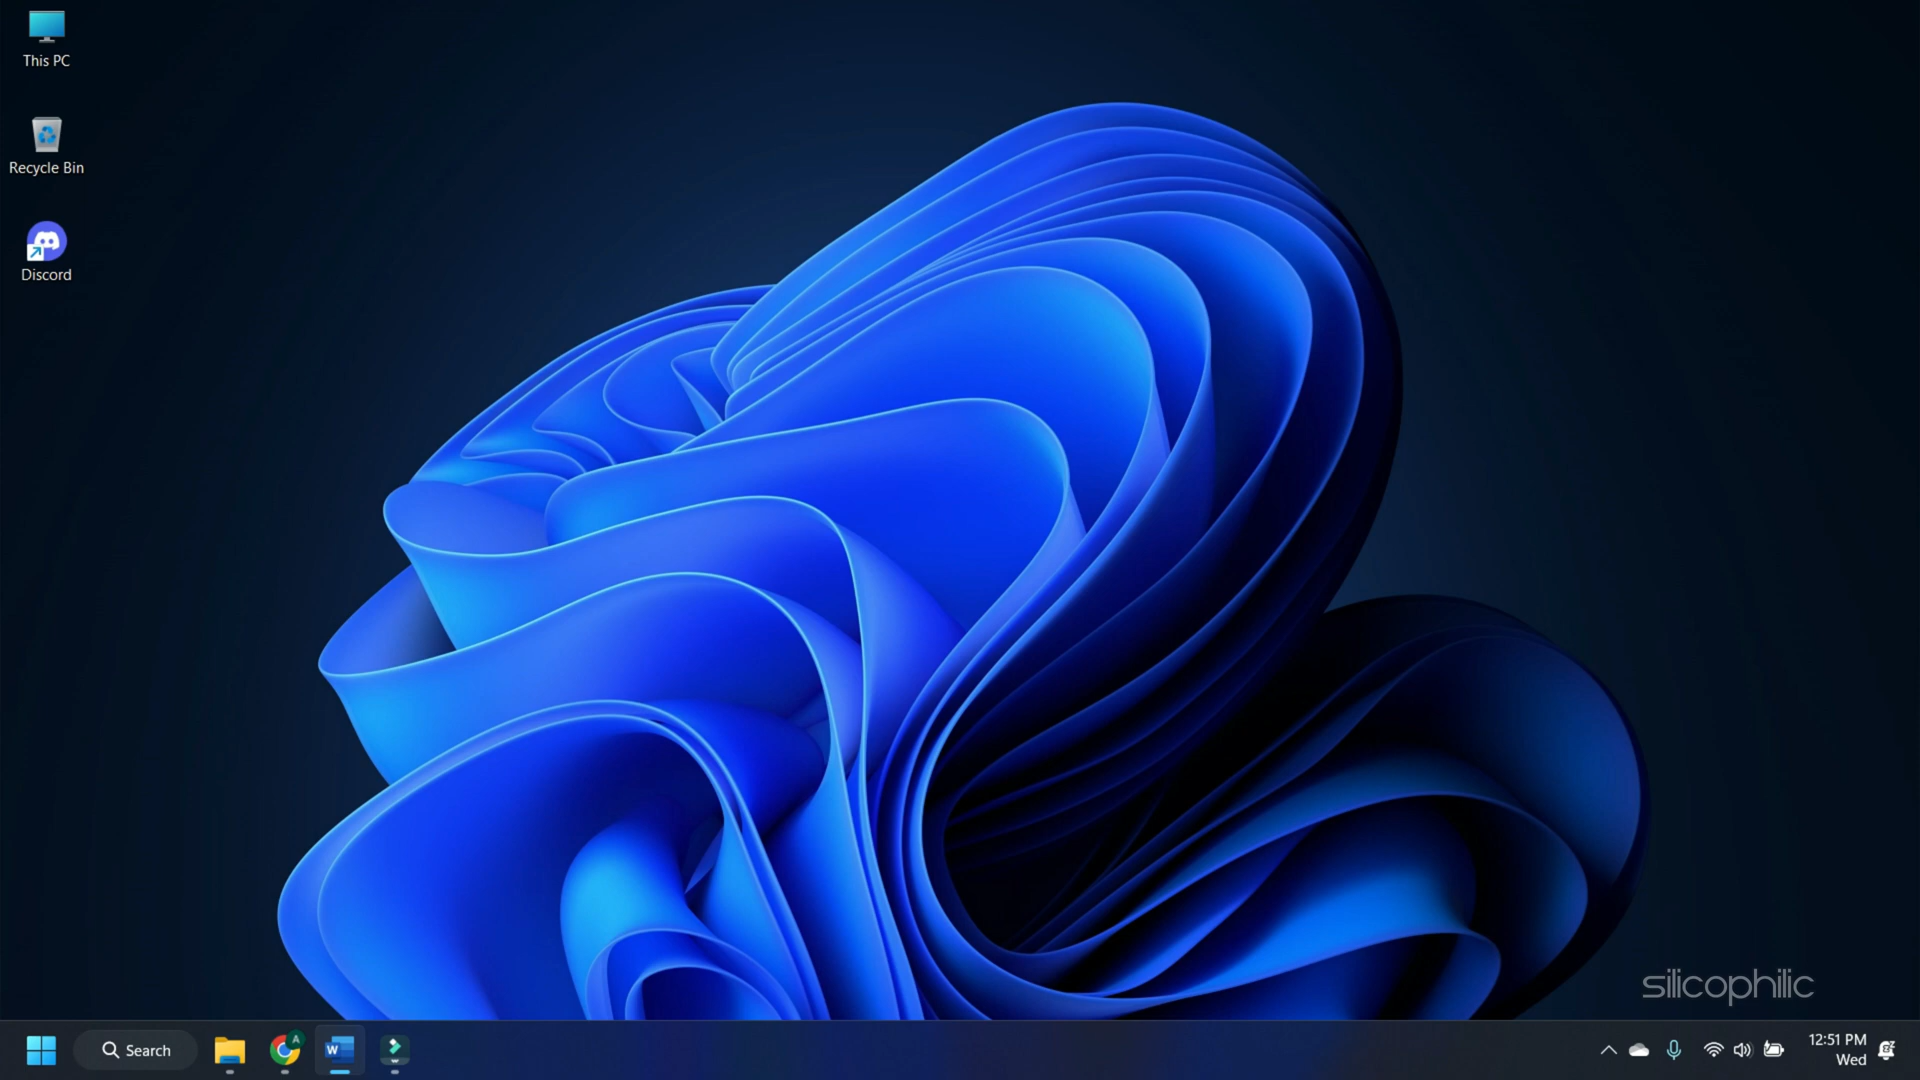 This PC
Recycle Bin
Discord
silicophilic
Search
A
W
12:51 PM
Wed